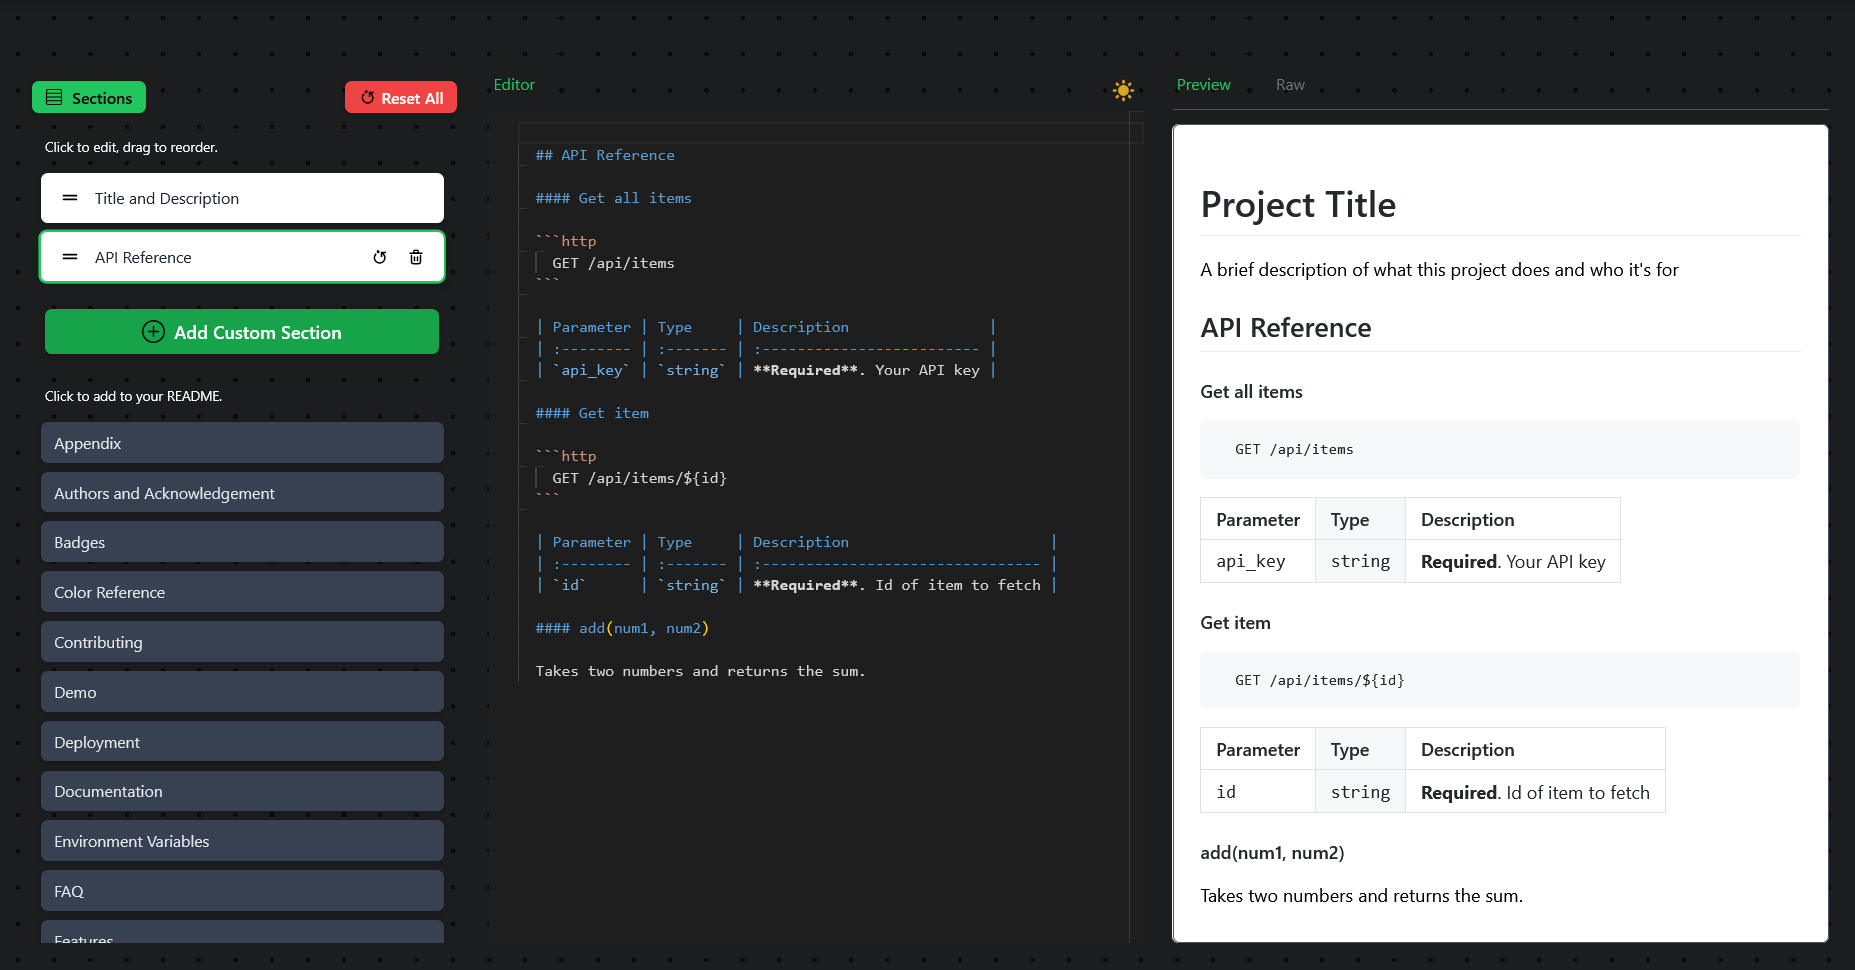 Sections
Reset All
Click to edit, drag to reorder.
Title and Description
API Reference
Add Custom Section
Click to add to your README.
Appendix
Authors and Acknowledgement
Badges
Color Reference
Contributing
Demo
Deployment
Documentation
Environment Variables
FAQ
Features
Editor
## API Reference
#### Get all items
```http
  GET /api/items
```
| Parameter | Type     | Description                |
| :-------- | :------- | :------------------------- |
| `api_key` | `string` | **Required**. Your API key |
#### Get item
```http
  GET /api/items/${id}
```
| Parameter | Type     | Description                       |
| :-------- | :------- | :-------------------------------- |
| `id`      | `string` | **Required**. Id of item to fetch |
#### add(num1, num2)
Takes two numbers and returns the sum.
Preview Raw
Project Title
A brief description of what this project does and who it's for
API Reference
Get all items
GET /api/items
Parameter Type Description
api_key string Required. Your API key
Get item
GET /api/items/${id}
Parameter Type Description
id string Required. Id of item to fetch
add(num1, num2)
Takes two numbers and returns the sum.